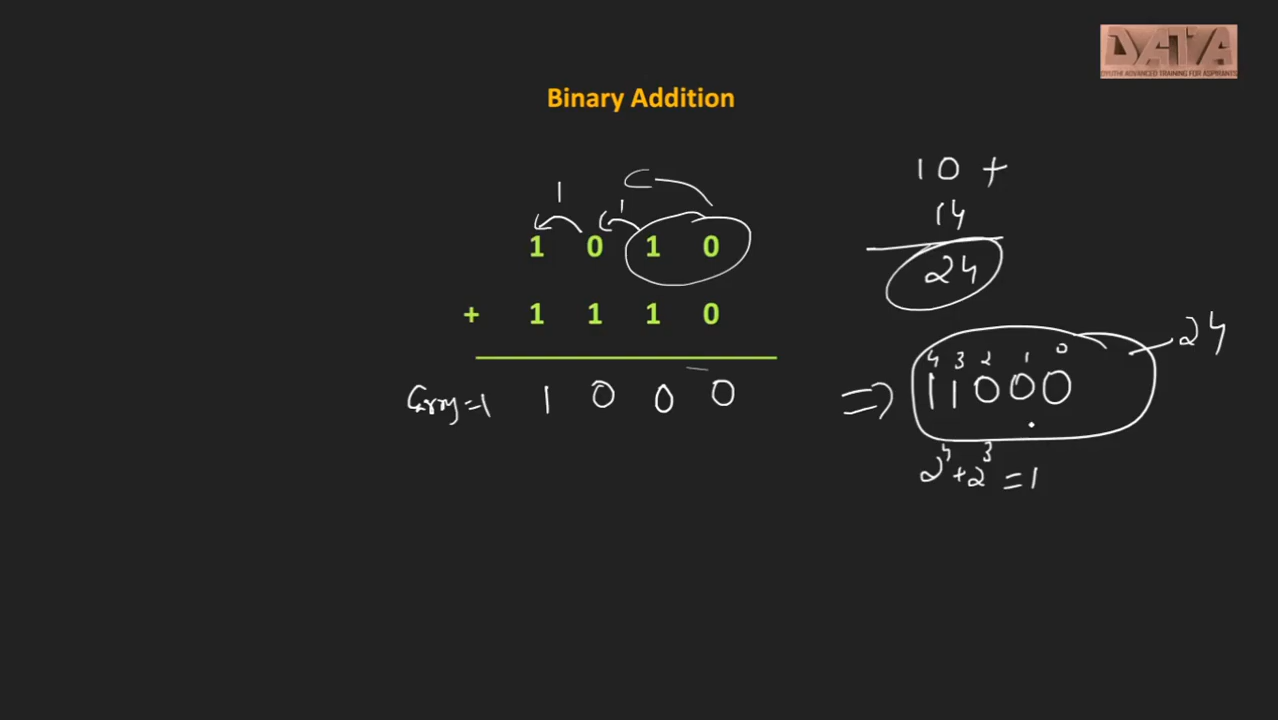 DATA
DYUTHI ADVANCED TRAINING FOR ASPIRANTS
Binary Addition
10 +
14
24
1 1
1 0 1 0
+ 1 1 1 0
Carry=1 1 0 0 0
24
4 3 2 1 0
⇒ 11000
2⁴+2³ = 1